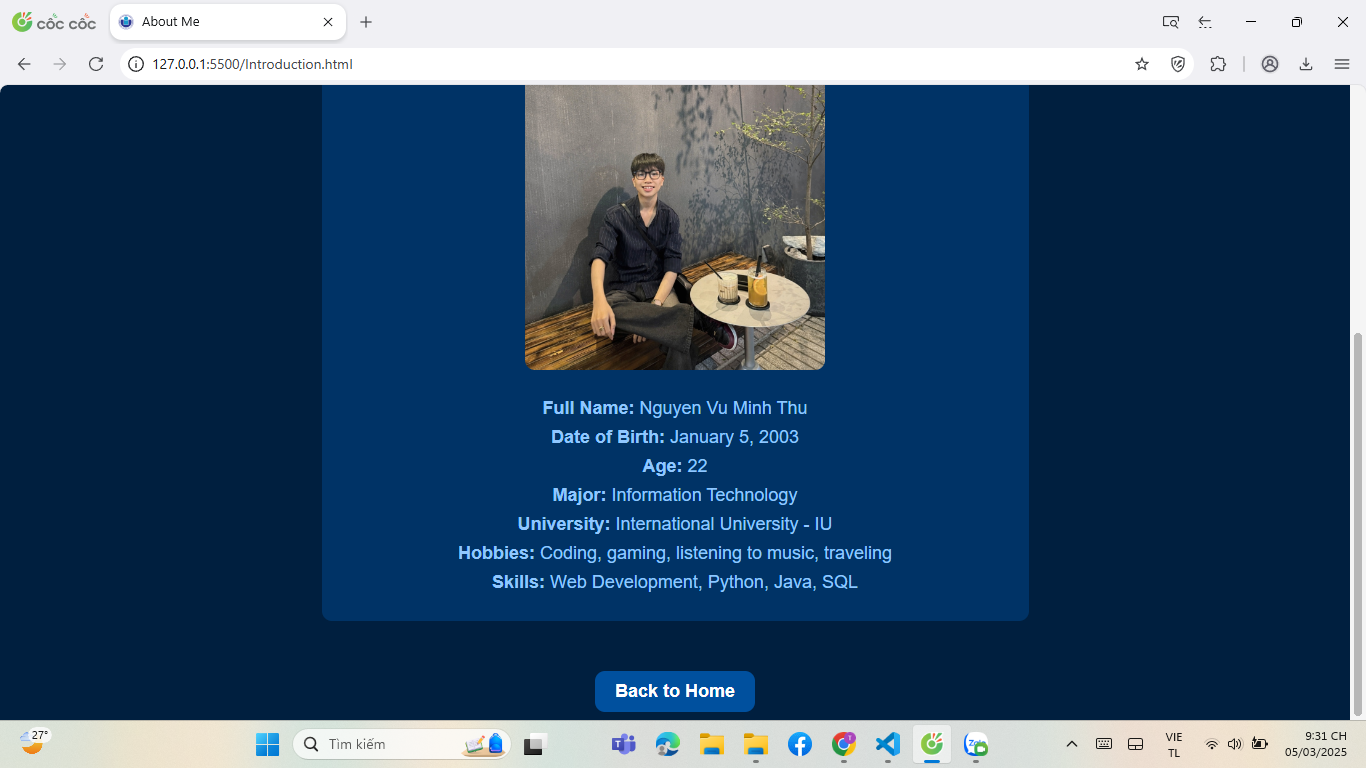 cốc cốc
About Me
127.0.0.1:5500/Introduction.html
Full Name: Nguyen Vu Minh Thu
Date of Birth: January 5, 2003
Age: 22
Major: Information Technology
University: International University - IU
Hobbies: Coding, gaming, listening to music, traveling
Skills: Web Development, Python, Java, SQL
Back to Home
27°
Tìm kiếm
Zalo
VIE
TL
9:31 CH
05/03/2025